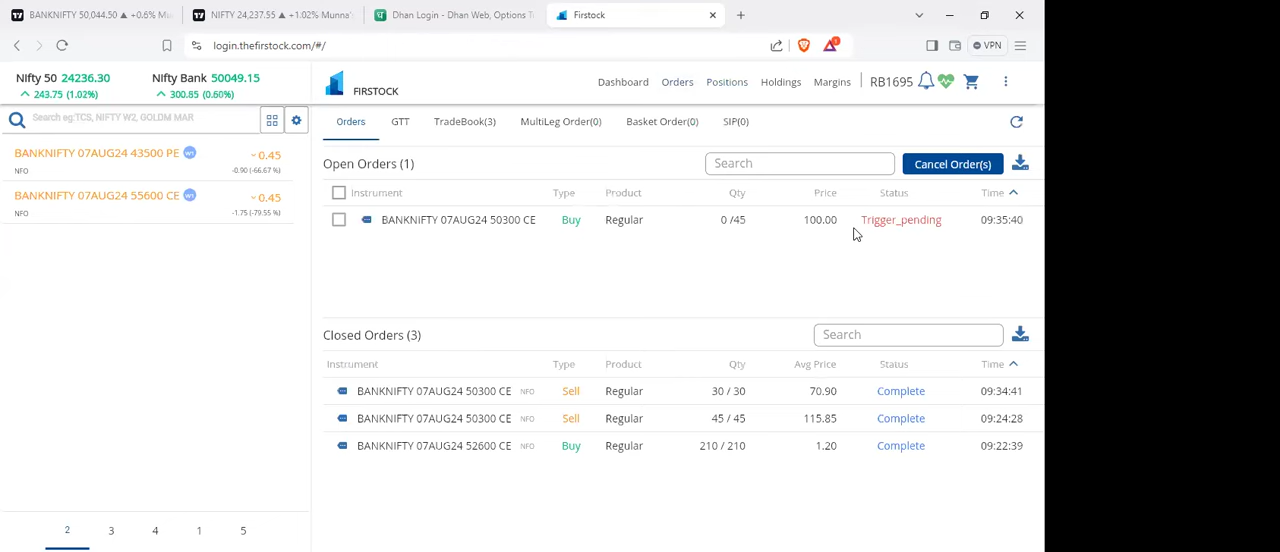 BANKNIFTY 50,044.50 ▲ +0.6% Mu
NIFTY 24,237.55 ▲ +1.02% Munna'
Dhan Login - Dhan Web, Options T
Firstock
login.thefirstock.com/#/
VPN
Nifty 50 24236.30
243.75 (1.02%)
Nifty Bank 50049.15
300.85 (0.60%)
FIRSTOCK
Dashboard Orders Positions Holdings Margins RB1695
Search eg:TCS, NIFTY W2, GOLDM MAR
BANKNIFTY 07AUG24 43500 PE W1 0.45
NFO -0.90 (-66.67 %)
BANKNIFTY 07AUG24 55600 CE W1 0.45
NFO -1.75 (-79.55 %)
2 3 4 1 5
Orders GTT TradeBook(3) MultiLeg Order(0) Basket Order(0) SIP(0)
Open Orders (1) Search Cancel Order(s)
Instrument Type Product Qty Price Status Time
BANKNIFTY 07AUG24 50300 CE Buy Regular 0 /45 100.00 Trigger_pending 09:35:40
Closed Orders (3) Search
Instrument Type Product Qty Avg Price Status Time
BANKNIFTY 07AUG24 50300 CE NFO Sell Regular 30 / 30 70.90 Complete 09:34:41
BANKNIFTY 07AUG24 50300 CE NFO Sell Regular 45 / 45 115.85 Complete 09:24:28
BANKNIFTY 07AUG24 52600 CE NFO Buy Regular 210 / 210 1.20 Complete 09:22:39